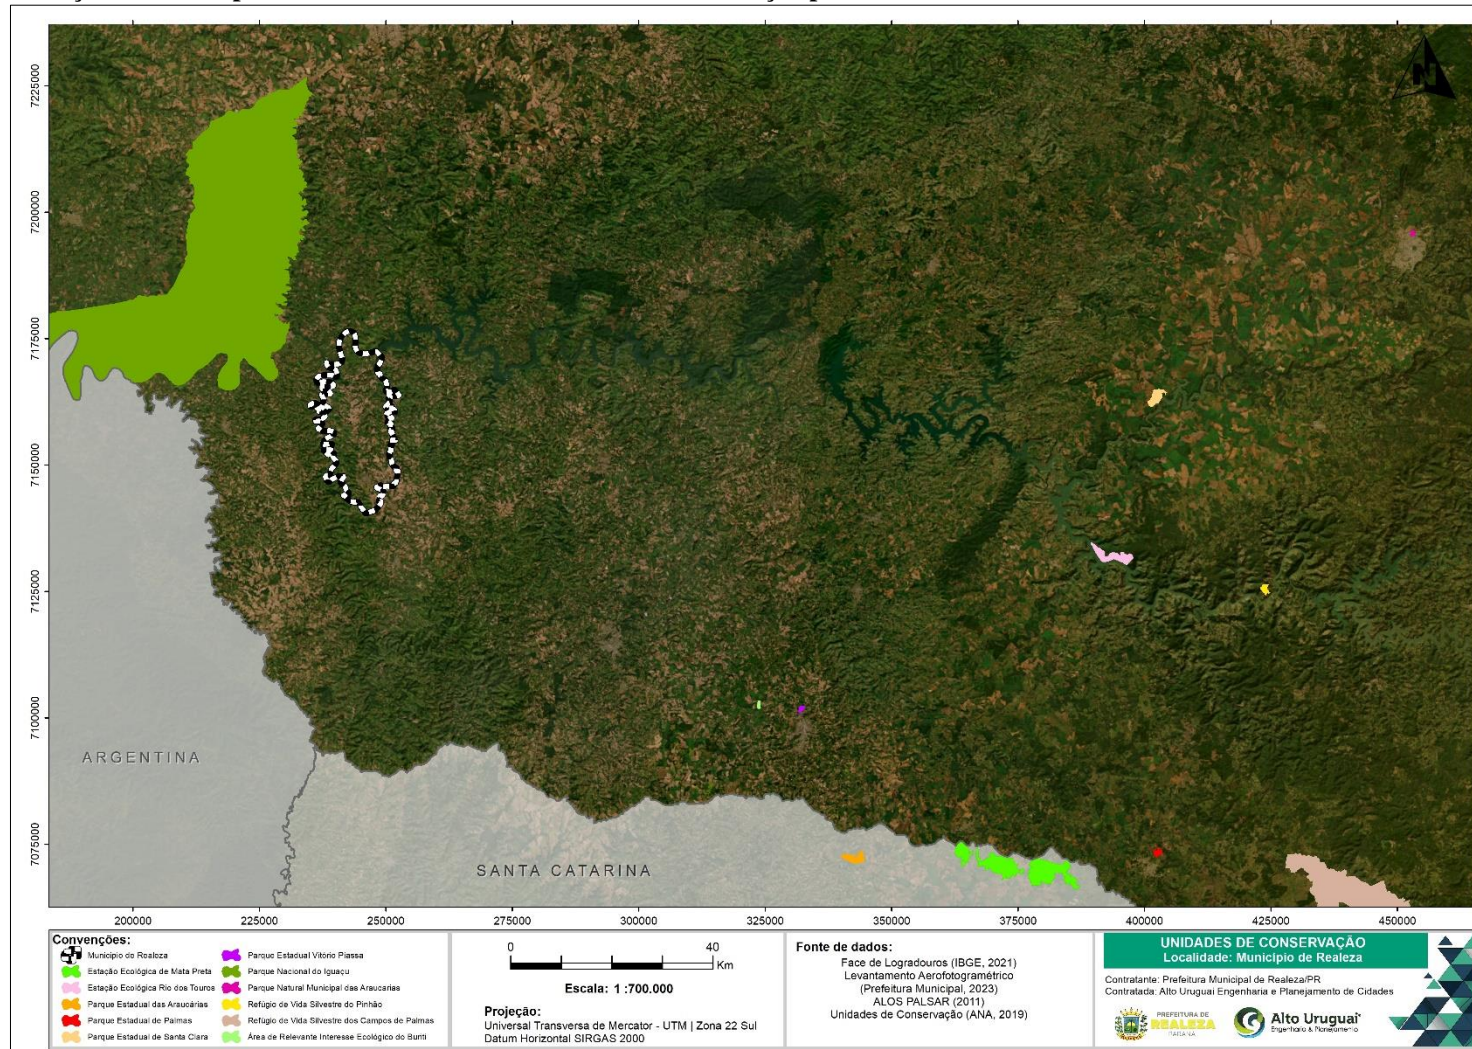 N
7225000
7200000
7175000
7150000
7125000
7100000
7075000
ARGENTINA
SANTA CATARINA
200000
225000
250000
275000
300000
325000
350000
375000
400000
425000
450000
Convenções:
Município de Realeza
Estação Ecológica de Mata Preta
Estação Ecológica Rio dos Touros
Parque Estadual das Araucárias
Parque Estadual de Palmas
Parque Estadual de Santa Clara
Parque Estadual Vitório Piassa
Parque Nacional do Iguaçu
Parque Natural Municipal das Araucarias
Refúgio de Vida Silvestre do Pinhão
Refúgio de Vida Silvestre dos Campos de Palmas
Área de Relevante Interesse Ecológico do Buriti
0 40
Km
Escala: 1 :700.000
Projeção:
Universal Transversa de Mercator - UTM | Zona 22 Sul
Datum Horizontal SIRGAS 2000
Fonte de dados:
Face de Logradouros (IBGE, 2021)
Levantamento Aerofotogramétrico
(Prefeitura Municipal, 2023)
ALOS PALSAR (2011)
Unidades de Conservação (ANA, 2019)
UNIDADES DE CONSERVAÇÃO
Localidade: Município de Realeza
Contratante: Prefeitura Municipal de Realeza/PR
Contratada: Alto Uruguai Engenharia e Planejamento de Cidades
PREFEITURA DE
REALEZA
PARANÁ
Alto Uruguai
Engenharia & Planejamento